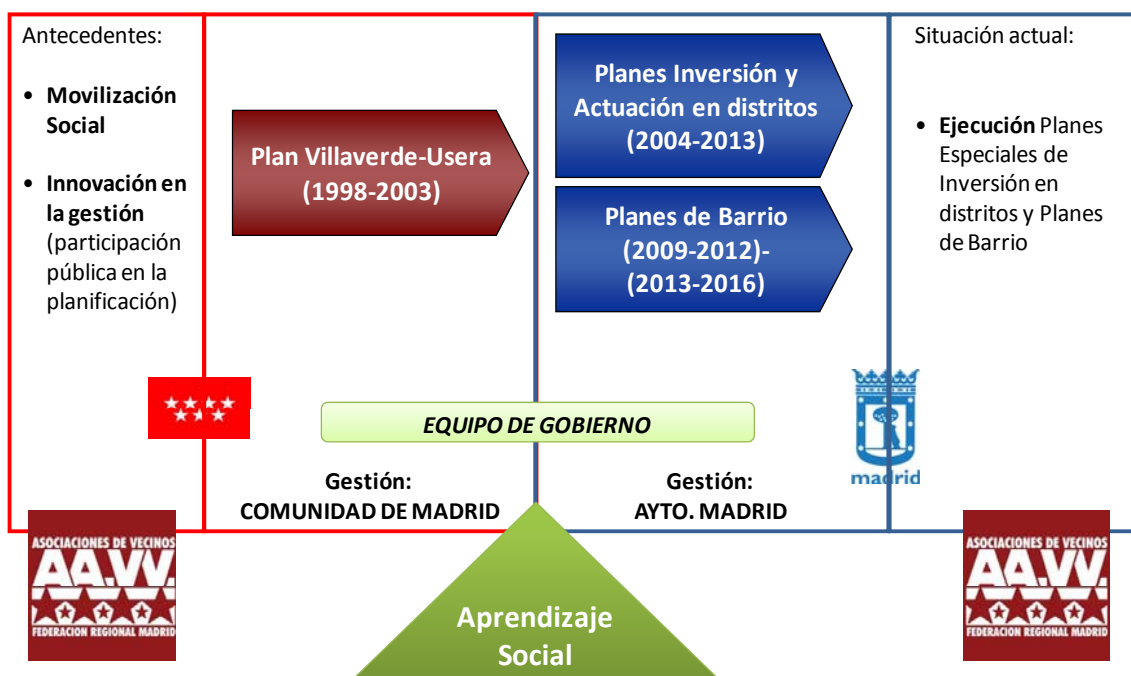 Antecedentes:
• Movilización
Social
• Innovación en
la gestión
(participación
pública en la
planificación)
Plan Villaverde-Usera
(1998-2003)
Planes Inversión y
Actuación en distritos
(2004-2013)
Planes de Barrio
(2009-2012)-
(2013-2016)
Situación actual:
• Ejecución Planes
Especiales de
Inversión en
distritos y Planes
de Barrio
EQUIPO DE GOBIERNO
madrid
Gestión:
COMUNIDAD DE MADRID
Gestión:
AYTO. MADRID
ASOCIACIONES DE VECINOS
AA.VV.
FEDERACION REGIONAL MADRID
Aprendizaje
Social
ASOCIACIONES DE VECINOS
AA.VV.
FEDERACION REGIONAL MADRID